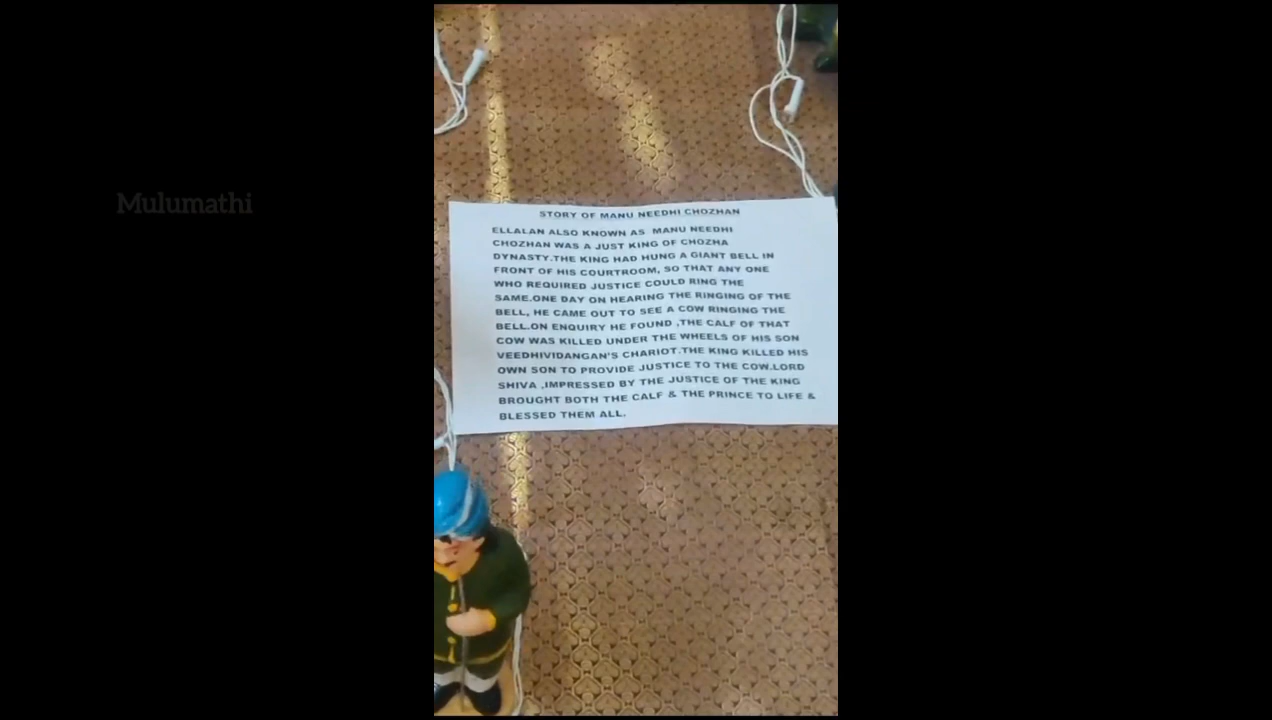 Mulumathi
STORY OF MANU NEEDHI CHOZHAN
ELLALAN ALSO KNOWN AS MANU NEEDHI
CHOZHAN WAS A JUST KING OF CHOZHA
DYNASTY.THE KING HAD HUNG A GIANT BELL IN
FRONT OF HIS COURTROOM, SO THAT ANY ONE
WHO REQUIRED JUSTICE COULD RING THE
SAME.ONE DAY ON HEARING THE RINGING OF THE
BELL, HE CAME OUT TO SEE A COW RINGING THE
BELL.ON ENQUIRY HE FOUND ,THE CALF OF THAT
COW WAS KILLED UNDER THE WHEELS OF HIS SON
VEEDHIVIDANGAN'S CHARIOT.THE KING KILLED HIS
OWN SON TO PROVIDE JUSTICE TO THE COW.LORD
SHIVA ,IMPRESSED BY THE JUSTICE OF THE KING
BROUGHT BOTH THE CALF & THE PRINCE TO LIFE &
BLESSED THEM ALL.